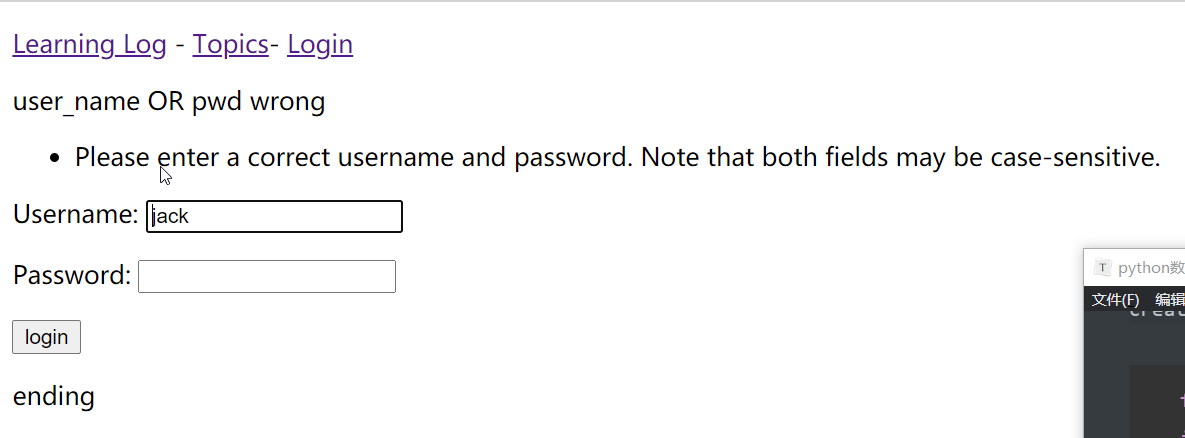 Learning Log - Topics- Login
user_name OR pwd wrong
• Please enter a correct username and password. Note that both fields may be case-sensitive.
Username: jack
Password:
login
ending
T python数
文件(F) 编辑